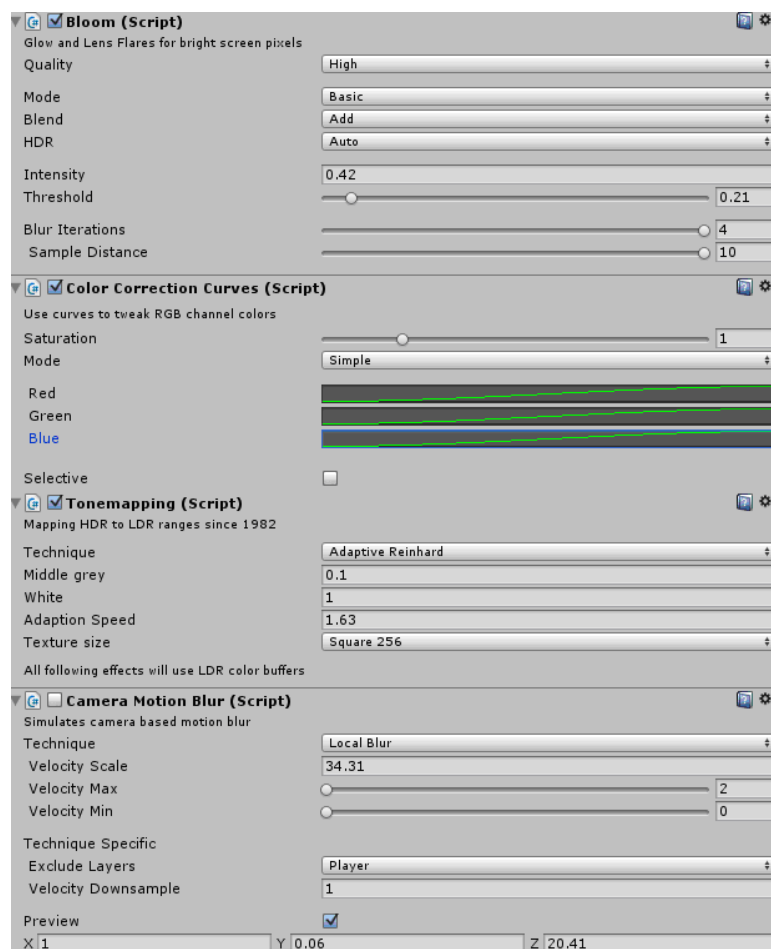 Bloom (Script)
Glow and Lens Flares for bright screen pixels
Quality High
Mode Basic
Blend Add
HDR Auto
Intensity 0.42
Threshold 0.21
Blur Iterations 4
Sample Distance 10
Color Correction Curves (Script)
Use curves to tweak RGB channel colors
Saturation 1
Mode Simple
Red
Green
Blue
Selective
Tonemapping (Script)
Mapping HDR to LDR ranges since 1982
Technique Adaptive Reinhard
Middle grey 0.1
White 1
Adaption Speed 1.63
Texture size Square 256
All following effects will use LDR color buffers
Camera Motion Blur (Script)
Simulates camera based motion blur
Technique Local Blur
Velocity Scale 34.31
Velocity Max 2
Velocity Min 0
Technique Specific
Exclude Layers Player
Velocity Downsample 1
Preview
X 1 Y 0.06 Z 20.41